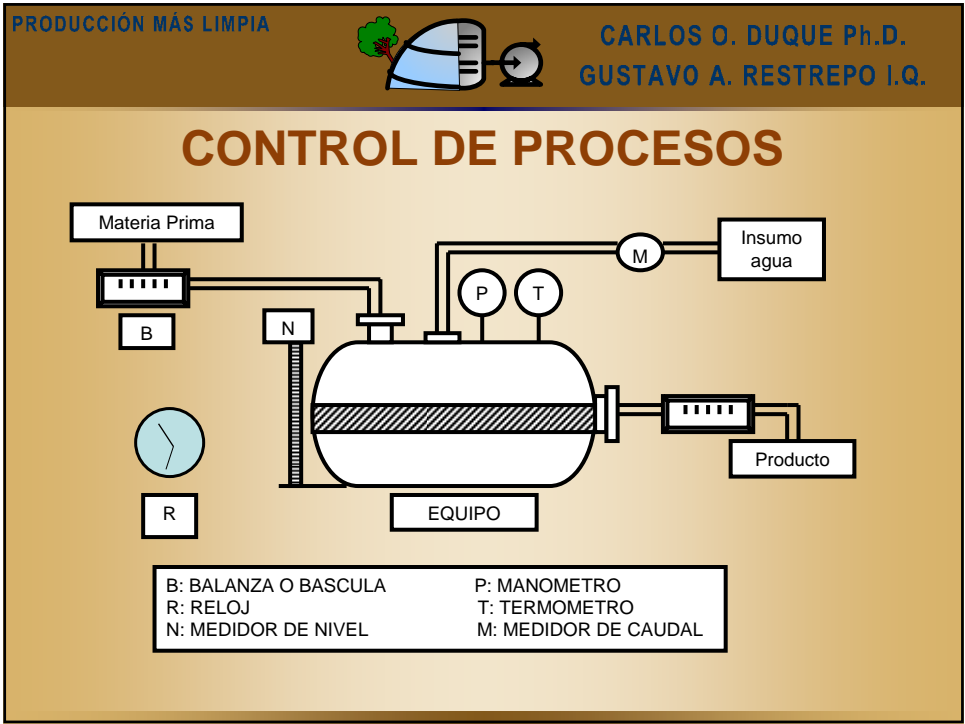 PRODUCCIÓN MÁS LIMPIA
CARLOS O. DUQUE Ph.D.
GUSTAVO A. RESTREPO I.Q.
CONTROL DE PROCESOS
Materia Prima
Insumo
agua
M
P
T
N
B
Producto
R
EQUIPO
B: BALANZA O BASCULA P: MANOMETRO
R: RELOJ T: TERMOMETRO
N: MEDIDOR DE NIVEL M: MEDIDOR DE CAUDAL